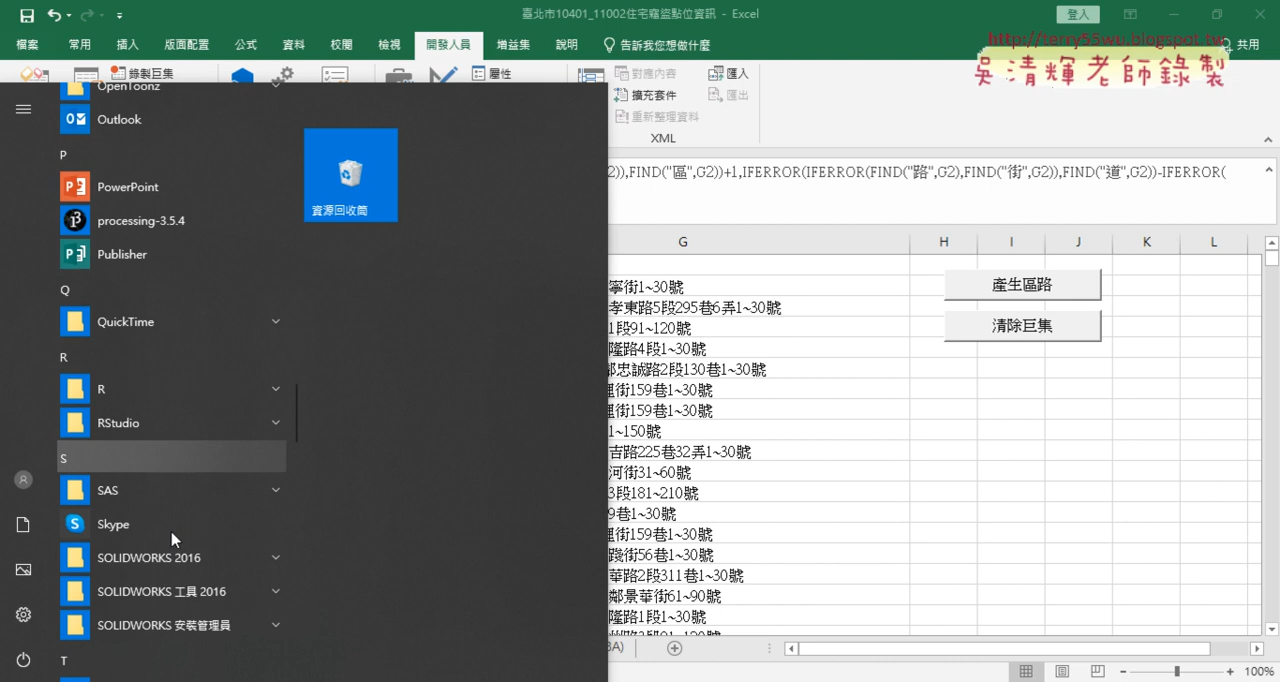 臺北市10401_11002住宅竊盜點位資訊 - Excel
登入
檔案 常用 插入 版面配置 公式 資料 校閱 檢視 開發人員 增益集 說明 告訴我您想做什麼 共用
http://terry55wu.blogspot.tw
吳清輝老師錄製
錄製巨集 屬性 對應內容 匯入
擴充套件 匯出
重新整理資料
XML
2)),FIND("區",G2))+1,IFERROR(IFERROR(FIND("路",G2),FIND("街",G2)),FIND("道",G2))-IFERROR(
OpenToonz
Outlook
P
PowerPoint
processing-3.5.4
Publisher
Q
QuickTime
R
R
RStudio
S
SAS
Skype
SOLIDWORKS 2016
SOLIDWORKS 工具 2016
SOLIDWORKS 安裝管理員
T
資源回收筒
G H I J K L
寧街1~30號
孝東路5段295巷6弄1~30號
1段91~120號
隆路4段1~30號
鄰忠誠路2段130巷1~30號
街159巷1~30號
街159巷1~30號
1~150號
吉路225巷32弄1~30號
河街31~60號
3段181~210號
9巷1~30號
街159巷1~30號
踐街56巷1~30號
華路2段311巷1~30號
鄰景華街61~90號
隆路1段1~30號
產生區路
清除巨集
100%